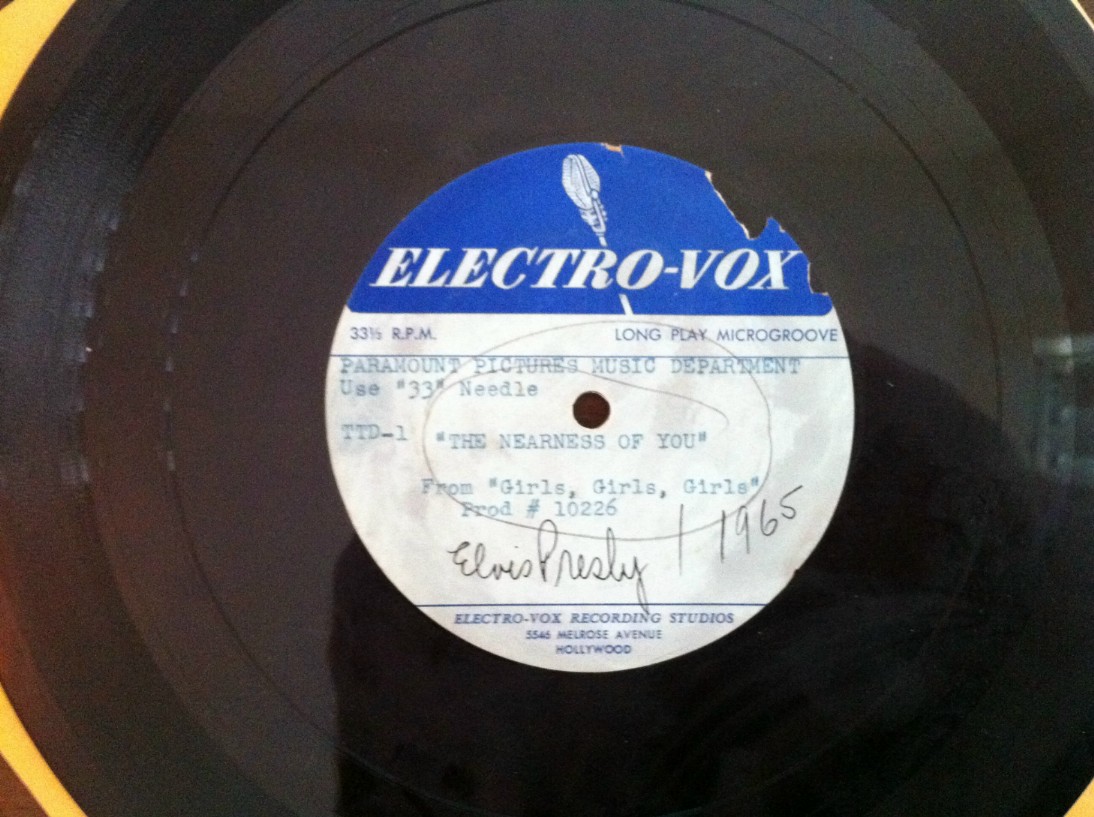 ELECTRO-VOX
33⅓ R.P.M. LONG PLAY MICROGROOVE
PARAMOUNT PICTURES MUSIC DEPARTMENT
Use "33" Needle
TTD-1 "THE NEARNESS OF YOU"
From "Girls, Girls, Girls"
Prod # 10226
Elvis Presly / 1965
ELECTRO-VOX RECORDING STUDIOS
5546 MELROSE AVENUE
HOLLYWOOD